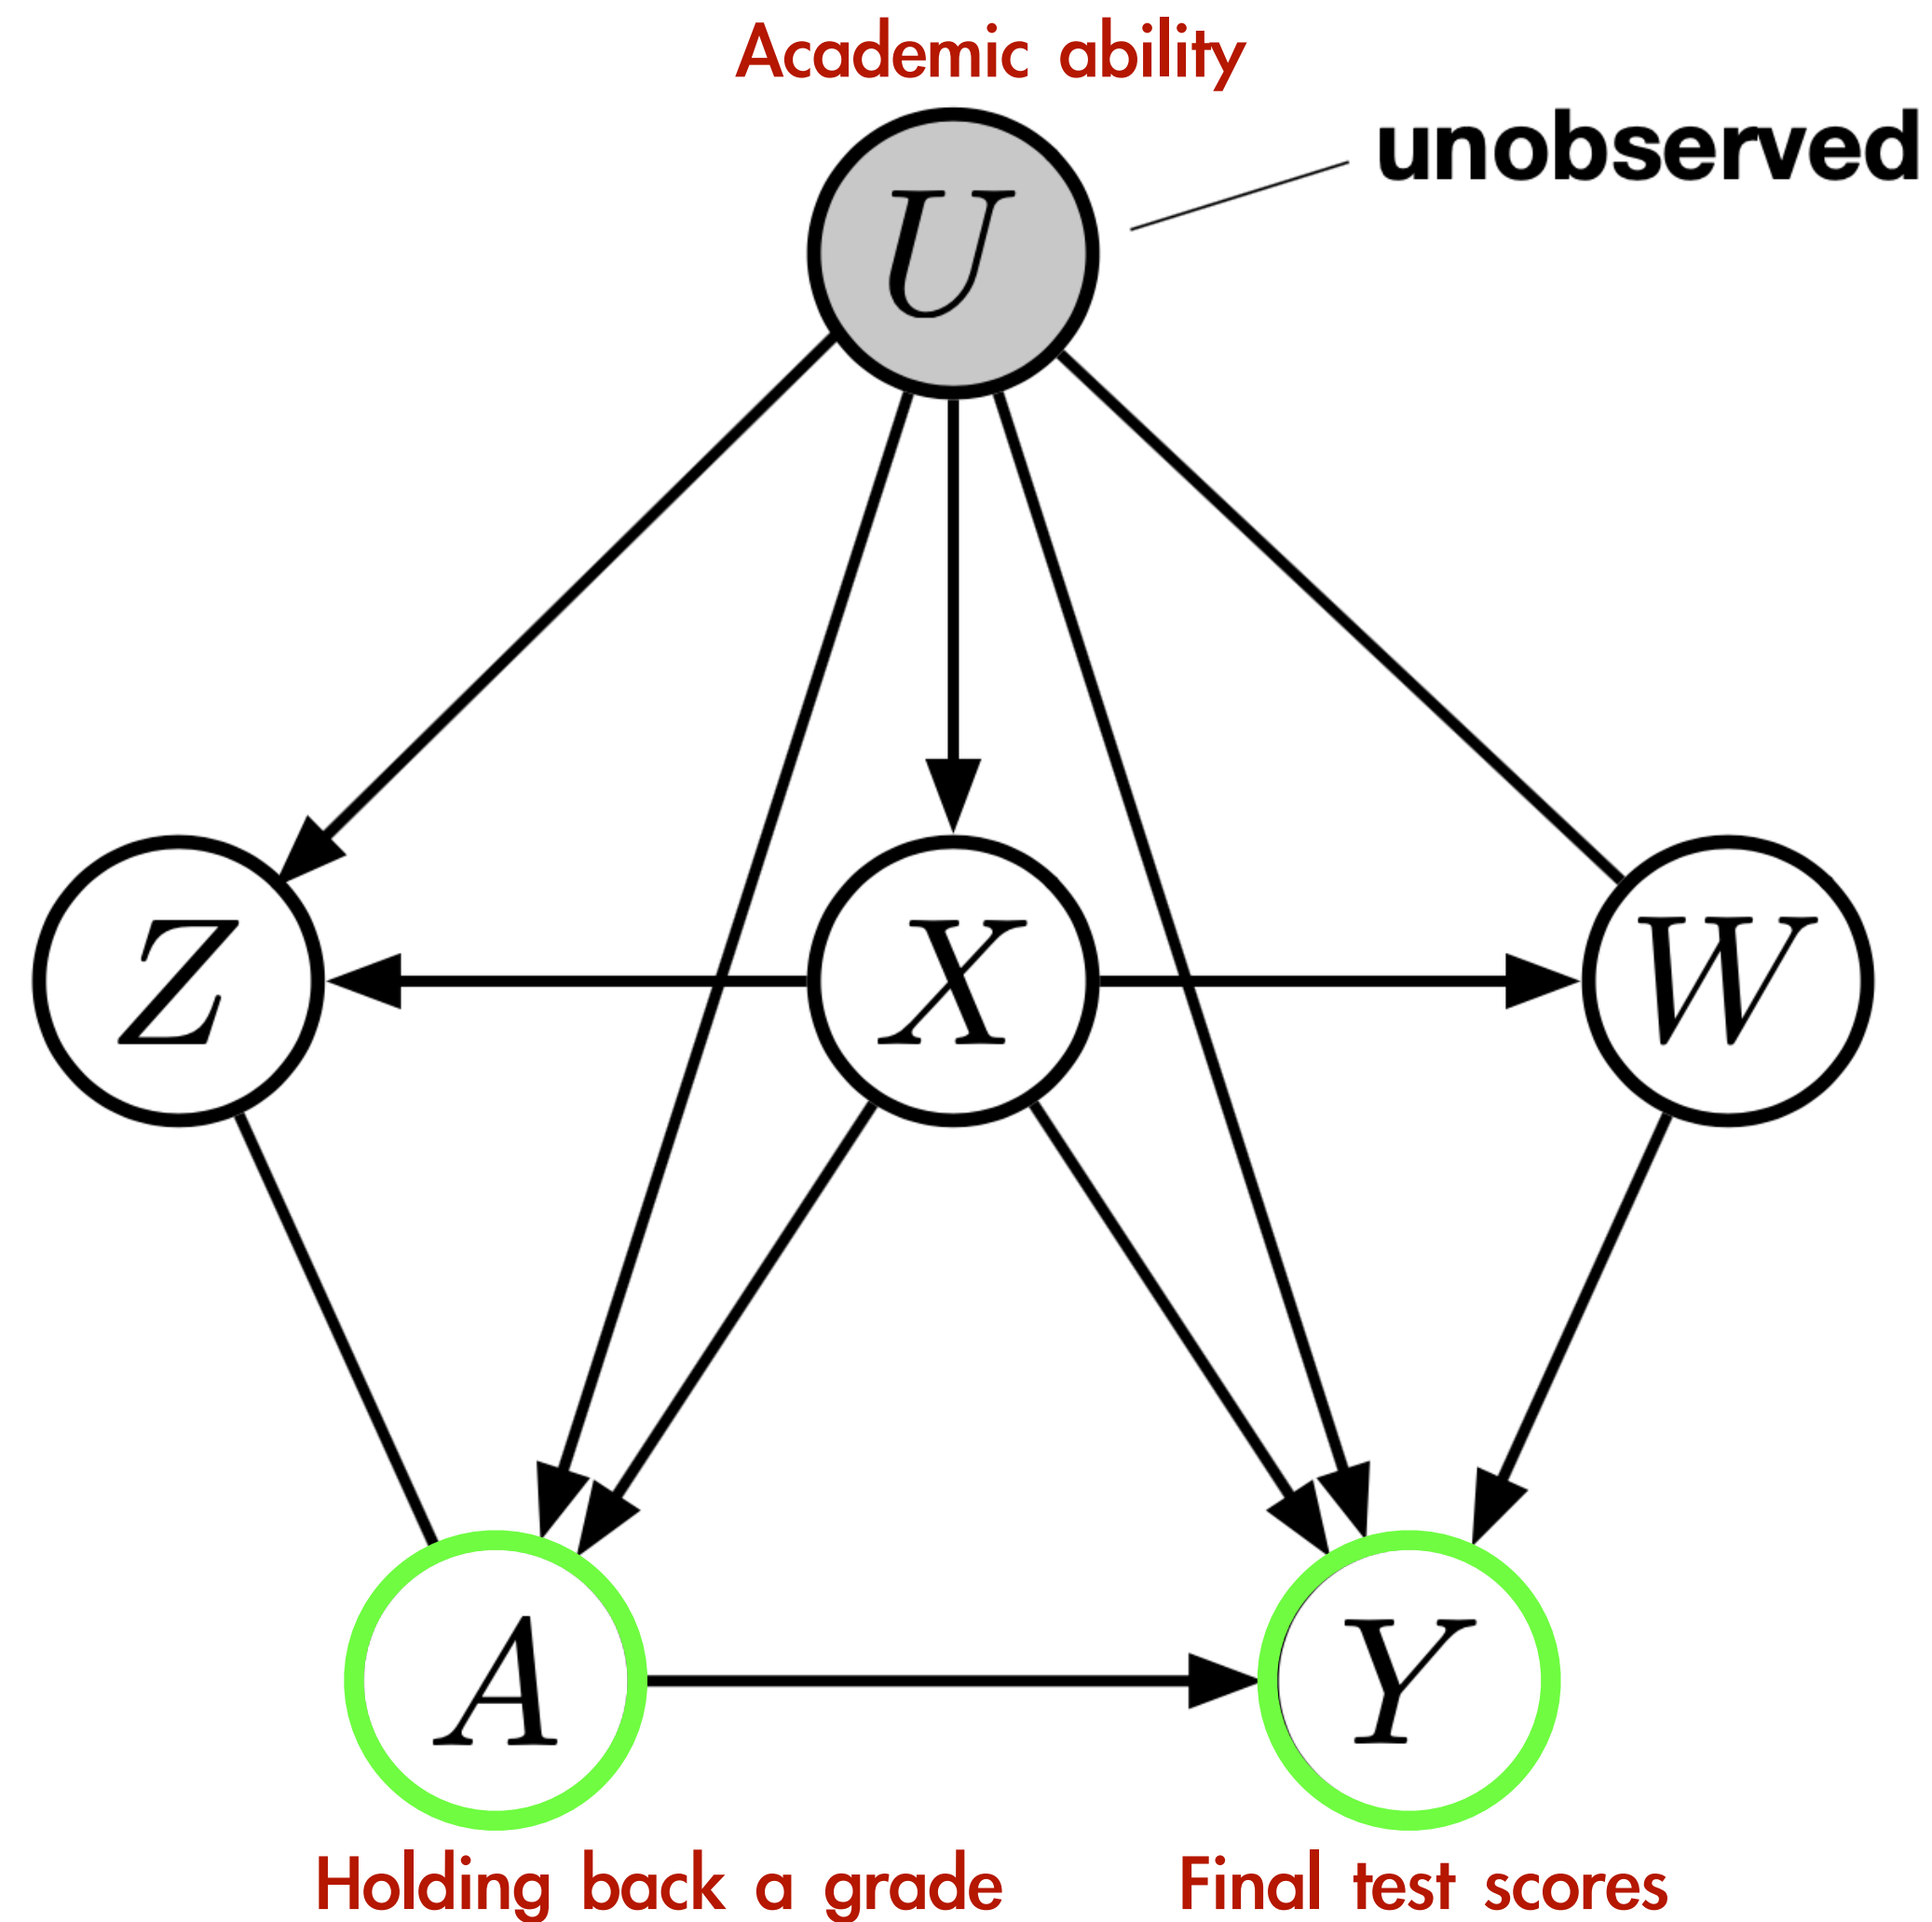 Academic ability
unobserved
U
Z X W
A Y
Holding back a grade Final test scores